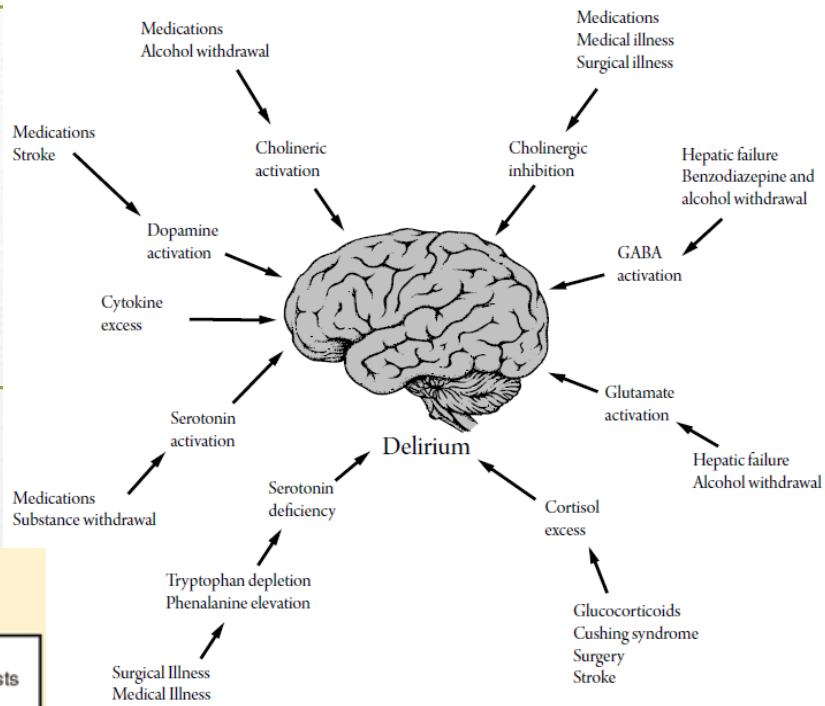 Medications
Alcohol withdrawal
Medications
Medical illness
Surgical illness
Medications
Stroke
Cholineric
activation
Cholinergic
inhibition
Hepatic failure
Benzodiazepine and
alcohol withdrawal
Dopamine
activation
GABA
activation
Cytokine
excess
Glutamate
activation
Serotonin
activation
Delirium
Hepatic failure
Alcohol withdrawal
Medications
Substance withdrawal
Serotonin
deficiency
Cortisol
excess
Tryptophan depletion
Phenalanine elevation
Glucocorticoids
Cushing syndrome
Surgery
Stroke
Surgical Illness
Medical Illness